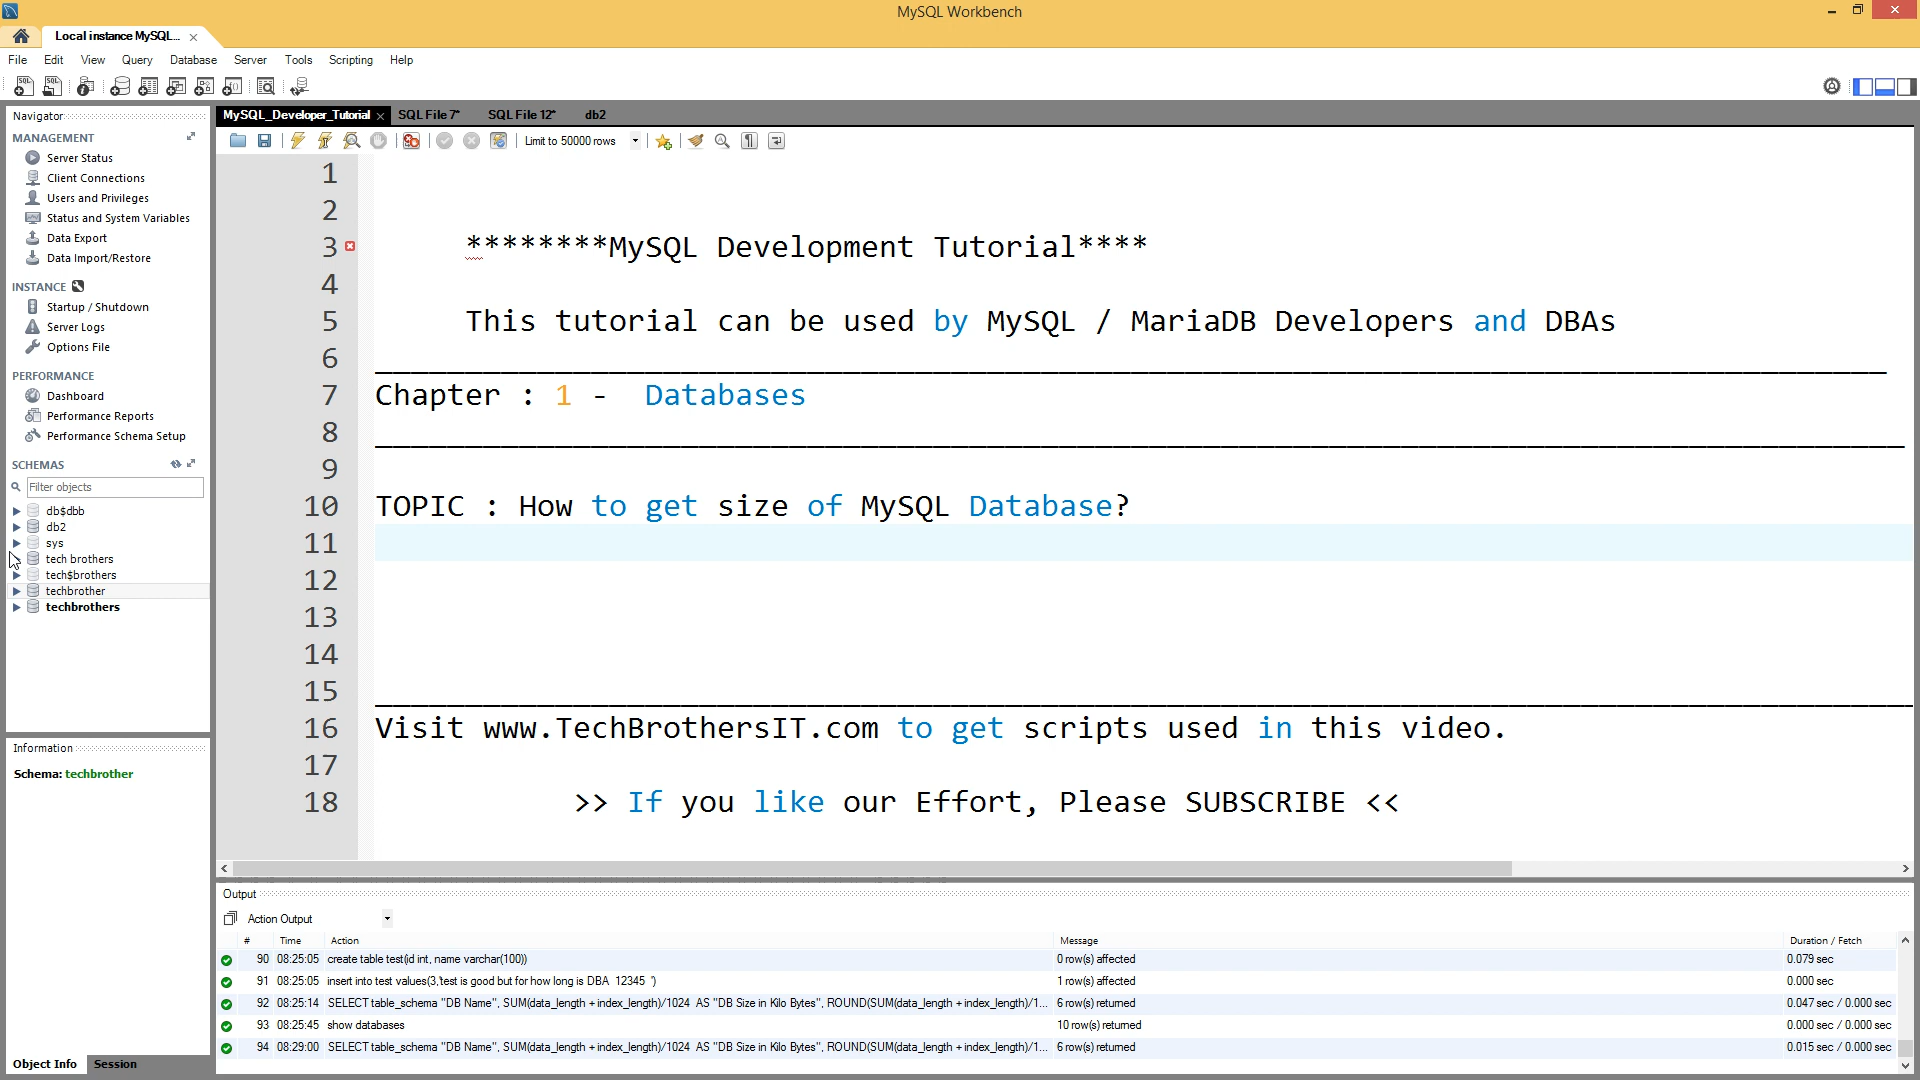 MySQL Workbench
Local instance MySQL...
File Edit View Query Database Server Tools Scripting Help
Navigator
MANAGEMENT
Server Status
Client Connections
Users and Privileges
Status and System Variables
Data Export
Data Import/Restore
INSTANCE
Startup / Shutdown
Server Logs
Options File
PERFORMANCE
Dashboard
Performance Reports
Performance Schema Setup
SCHEMAS
Filter objects
db$dbb
db2
sys
tech brothers
tech$brothers
techbrother
techbrothers
Information
Schema: techbrother
Object Info Session
MySQL_Developer_Tutorial SQL File 7* SQL File 12* db2
Limit to 50000 rows
1
2
3 ********MySQL Development Tutorial****
4
5 This tutorial can be used by MySQL / MariaDB Developers and DBAs
6
7 Chapter : 1 - Databases
8
9
10 TOPIC : How to get size of MySQL Database?
11
12
13
14
15
16 Visit www.TechBrothersIT.com to get scripts used in this video.
17
18 >> If you like our Effort, Please SUBSCRIBE <<
Output
Action Output
# Time Action Message Duration / Fetch
90 08:25:05 create table test(id int, name varchar(100)) 0 row(s) affected 0.079 sec
91 08:25:05 insert into test values(3,'test is good but for how long is DBA 12345 ') 1 row(s) affected 0.000 sec
92 08:25:14 SELECT table_schema "DB Name", SUM(data_length + index_length)/1024 AS "DB Size in Kilo Bytes", ROUND(SUM(data_length + index_length)/1... 6 row(s) returned 0.047 sec / 0.000 sec
93 08:25:45 show databases 10 row(s) returned 0.000 sec / 0.000 sec
94 08:29:00 SELECT table_schema "DB Name", SUM(data_length + index_length)/1024 AS "DB Size in Kilo Bytes", ROUND(SUM(data_length + index_length)/1... 6 row(s) returned 0.015 sec / 0.000 sec